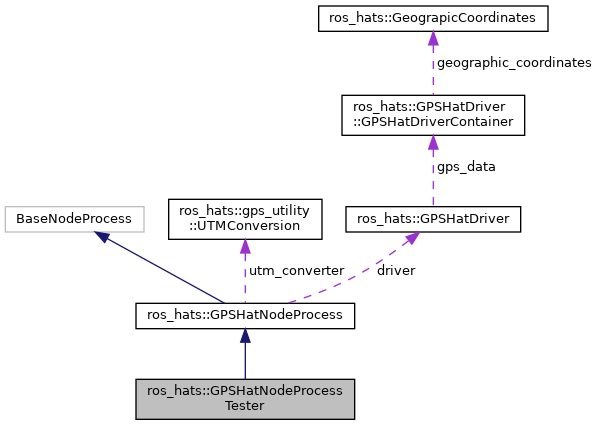 ros_hats::GeograpicCoordinates
geographic_coordinates
ros_hats::GPSHatDriver
::GPSHatDriverContainer
gps_data
BaseNodeProcess
ros_hats::gps_utility
::UTMConversion
ros_hats::GPSHatDriver
utm_converter
driver
ros_hats::GPSHatNodeProcess
ros_hats::GPSHatNodeProcess
Tester